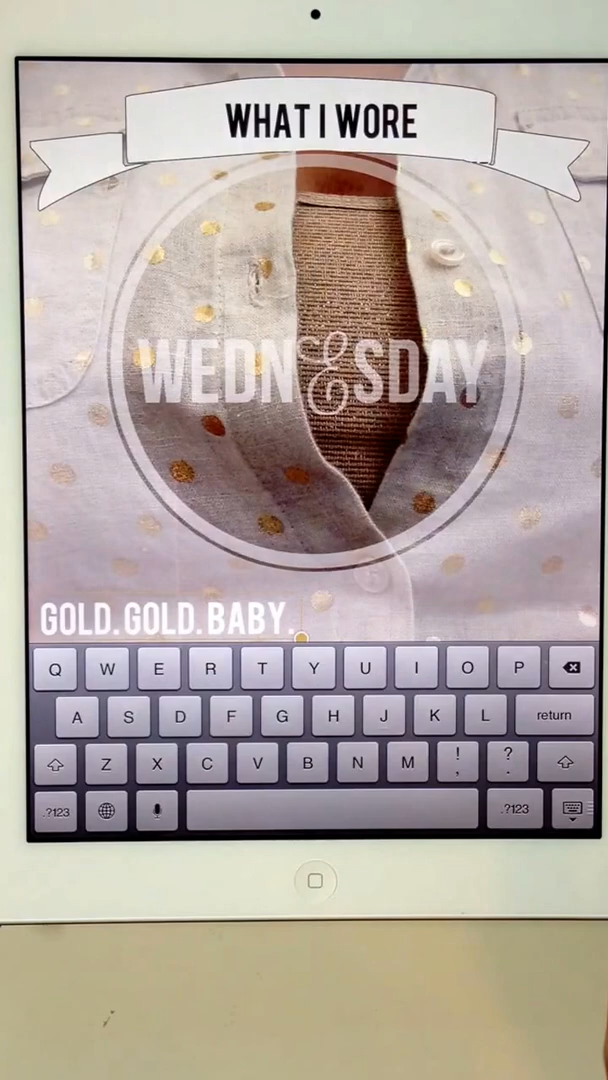 WHAT I WORE
WEDNESDAY
GOLD. GOLD. BABY.
Q W E R T Y U I O P
A S D F G H J K L return
Z X C V B N M ! , ? .
.?123 .?123